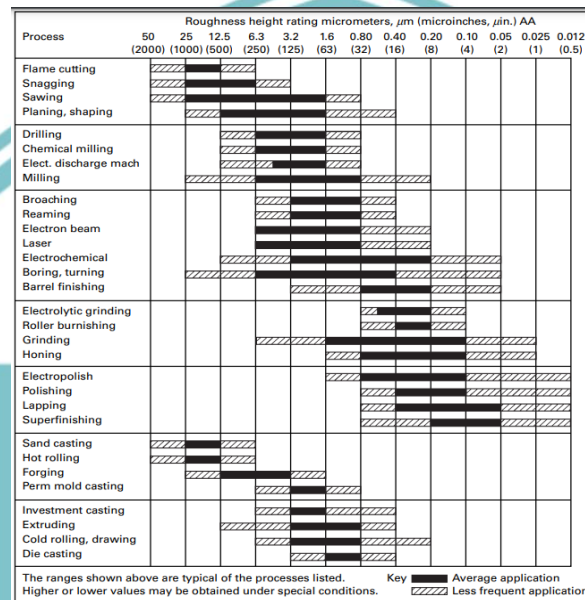 Roughness height rating micrometers, μm (microinches, μin.) AA
Process 50 25 12.5 6.3 3.2 1.6 0.80 0.40 0.20 0.10 0.05 0.025 0.012
(2000) (1000) (500) (250) (125) (63) (32) (16) (8) (4) (2) (1) (0.5)
Flame cutting
Snagging
Sawing
Planing, shaping
Drilling
Chemical milling
Elect. discharge mach
Milling
Broaching
Reaming
Electron beam
Laser
Electrochemical
Boring, turning
Barrel finishing
Electrolytic grinding
Roller burnishing
Grinding
Honing
Electropolish
Polishing
Lapping
Superfinishing
Sand casting
Hot rolling
Forging
Perm mold casting
Investment casting
Extruding
Cold rolling, drawing
Die casting
The ranges shown above are typical of the processes listed. Key Average application
Higher or lower values may be obtained under special conditions. Less frequent application